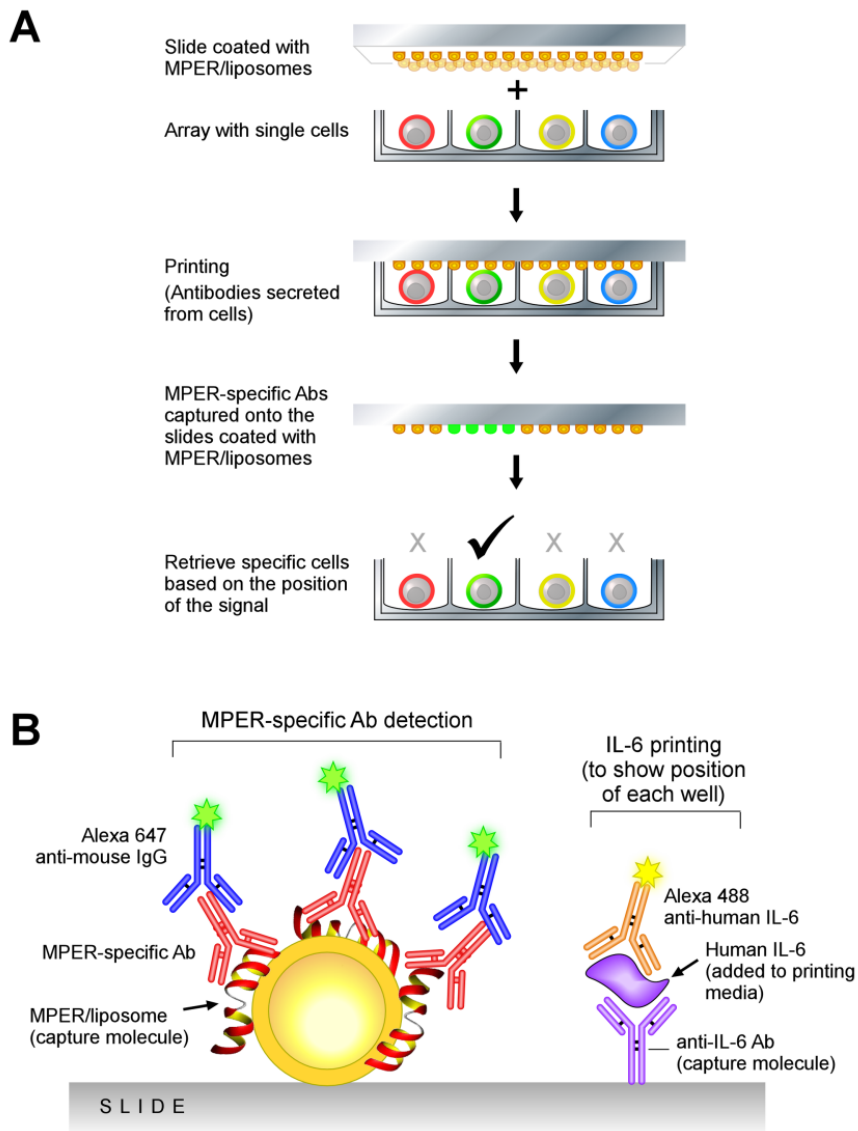 A
Slide coated with
MPER/liposomes
+
Array with single cells
Printing
(Antibodies secreted
from cells)
MPER-specific Abs
captured onto the
slides coated with
MPER/liposomes
X
X
X
Retrieve specific cells
based on the position
of the signal
B
MPER-specific Ab detection
IL-6 printing
(to show position
of each well)
Alexa 647
anti-mouse IgG
Alexa 488
anti-human IL-6
MPER-specific Ab
Human IL-6
(added to printing
media)
MPER/liposome
(capture molecule)
anti-IL-6 Ab
(capture molecule)
SLIDE